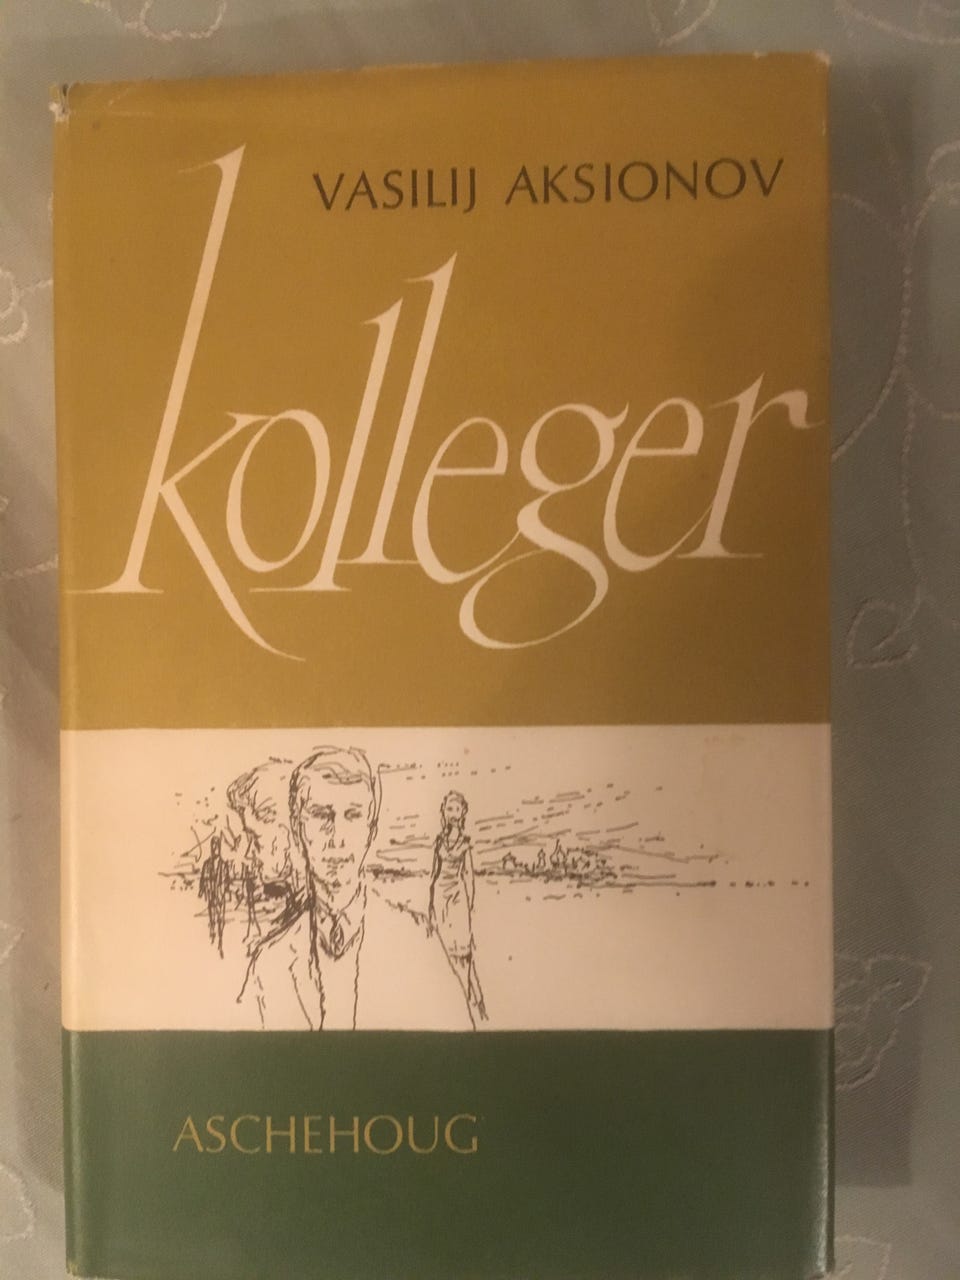 VASILIJ AKSIONOV
kolleger
ASCHEHOUG